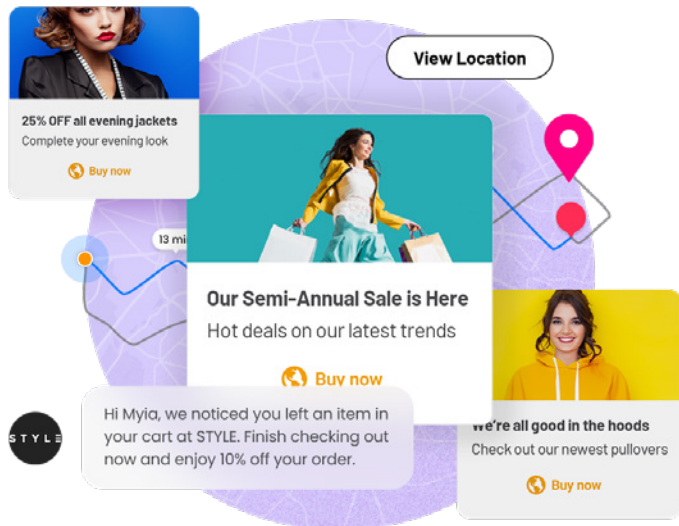 View Location
25% OFF all evening jackets
Complete your evening look
Buy now
13 mi
Our Semi-Annual Sale is Here
Hot deals on our latest trends
Buy now
Hi Myia, we noticed you left an item in
your cart at STYLE. Finish checking out
now and enjoy 10% off your order.
STYLE
We're all good in the hoods
Check out our newest pullovers
Buy now